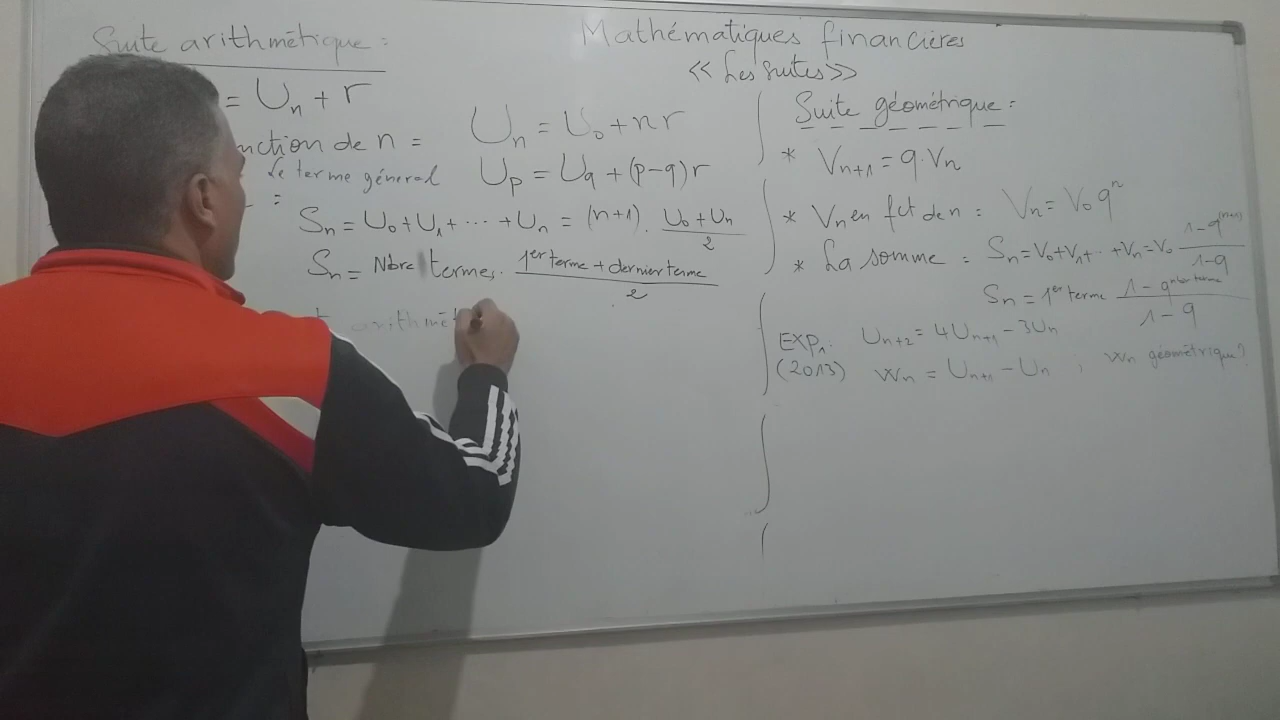 Mathématiques financières
<< Les suites >>
Suite arithmétique :
= Un + r
nction de n = Un = U0 + nr
Le terme général Up = Uq + (p-q)r
:
Sn = U0 + U1 + ... + Un = (n+1) . (U0 + Un)/2
Sn = Nbre termes . (1er terme + dernier terme)/2
arithmét
Suite géométrique :
* Vn+1 = q.Vn
* Vn en fct de n : Vn = V0 q^n
* La somme : Sn = V0 + V1 + ... + Vn = V0 (1-q^(n+1))/(1-q)
Sn = 1er terme (1 - q^nbr terme)/(1 - q)
EXP1: Un+2 = 4Un+1 - 3Un
(2013) Wn = Un+1 - Un ; Wn géométrique?